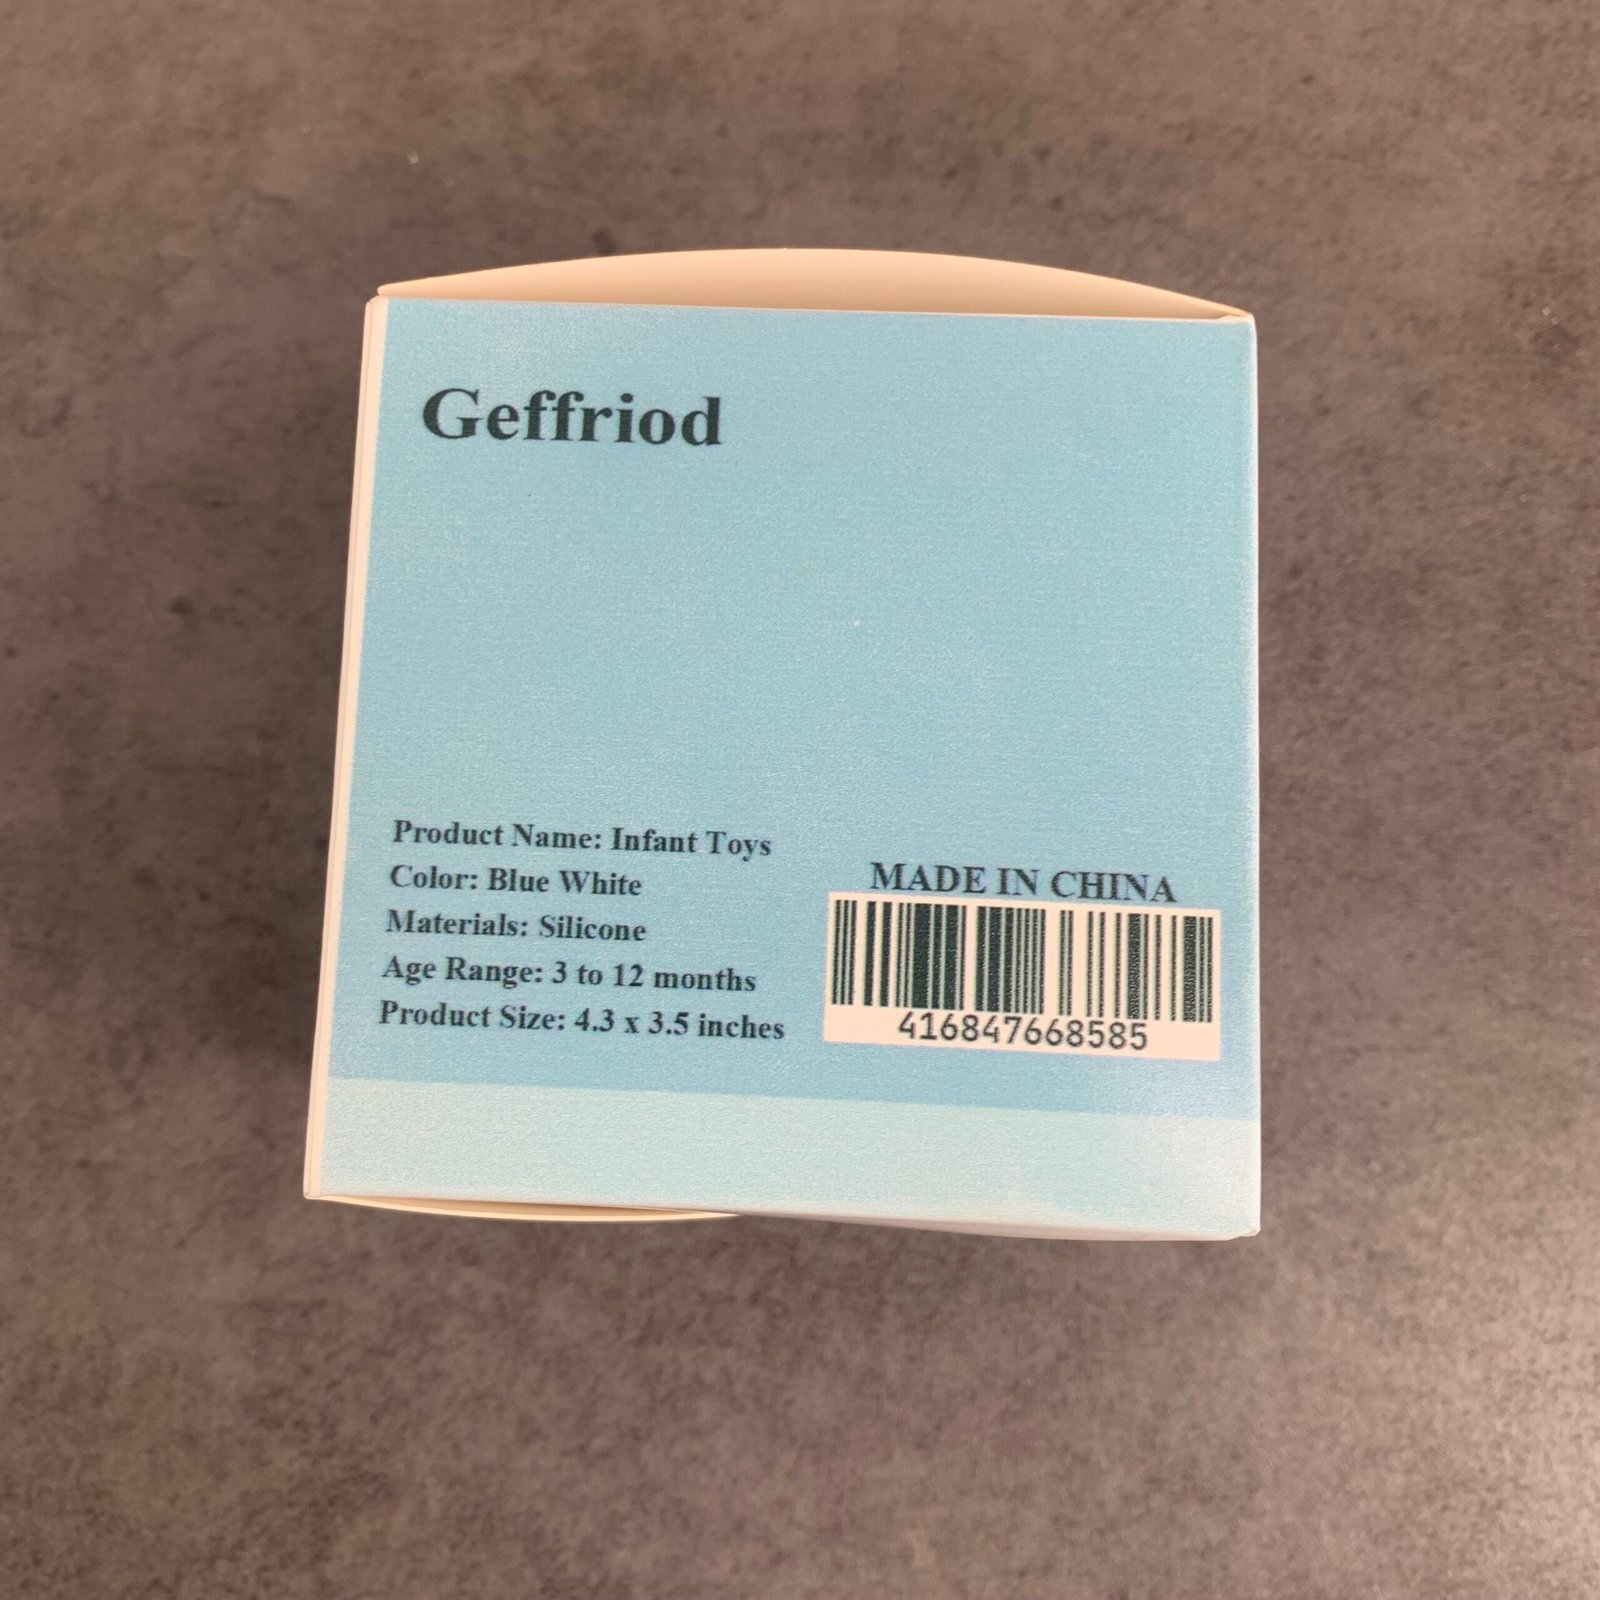 Geffriod
Product Name: Infant Toys
Color: Blue White
Materials: Silicone
Age Range: 3 to 12 months
Product Size: 4.3 x 3.5 inches
MADE IN CHINA
416847668585